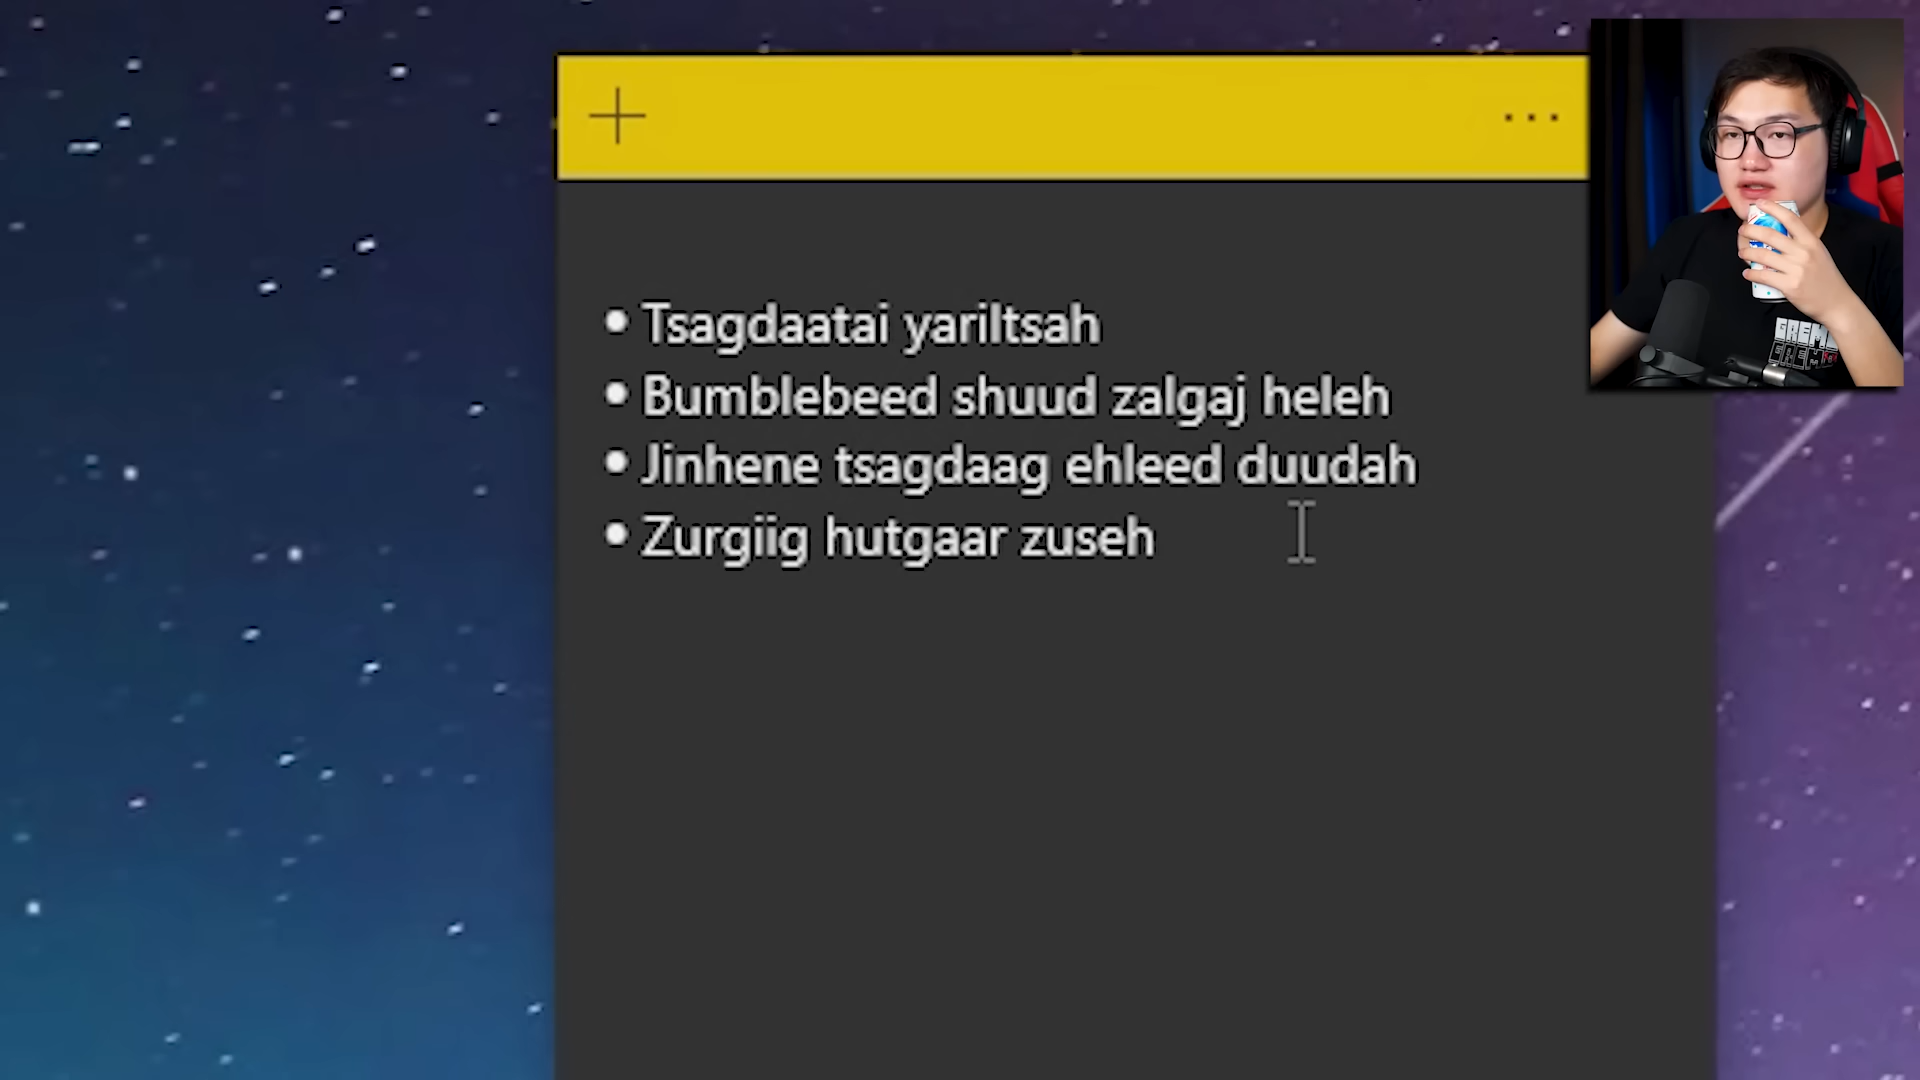 • Tsagdaatai yariltsah
• Bumblebeed shuud zalgaj heleh
• Jinhene tsagdaag ehleed duudah
• Zurgiig hutgaar zuseh